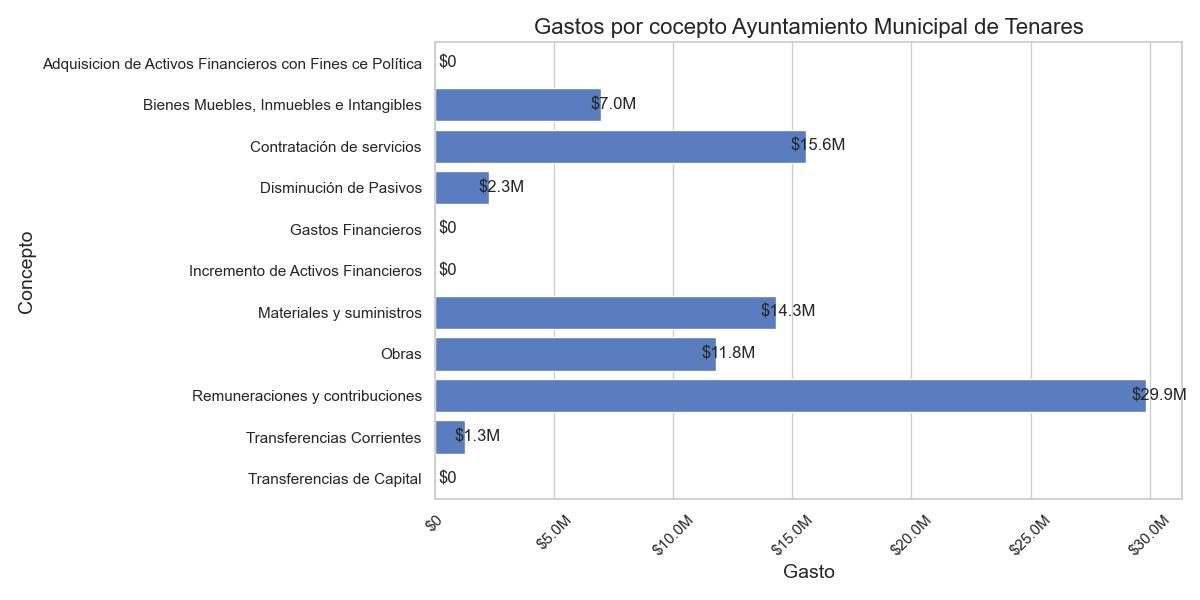 Gastos por cocepto Ayuntamiento Municipal de Tenares
Concepto
Adquisicion de Activos Financieros con Fines ce Política $0
Bienes Muebles, Inmuebles e Intangibles $7.0M
Contratación de servicios $15.6M
Disminución de Pasivos $2.3M
Gastos Financieros $0
Incremento de Activos Financieros $0
Materiales y suministros $14.3M
Obras $11.8M
Remuneraciones y contribuciones $29.9M
Transferencias Corrientes $1.3M
Transferencias de Capital $0
$0 $5.0M $10.0M $15.0M $20.0M $25.0M $30.0M
Gasto